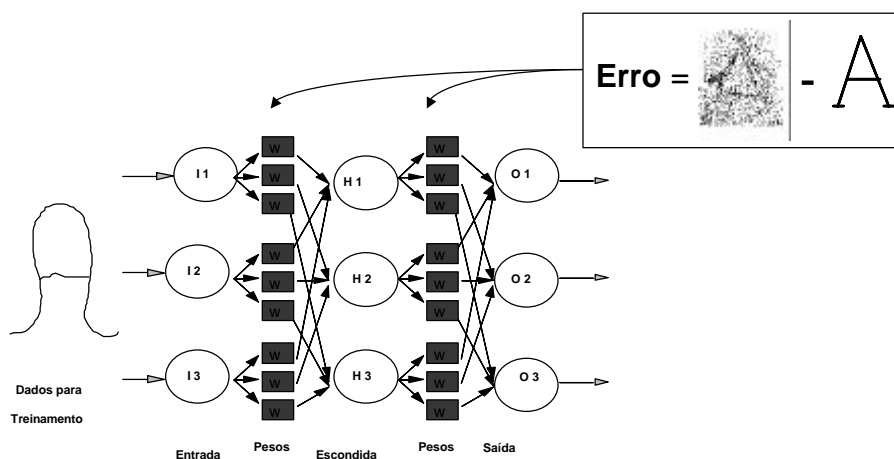 Erro = - A
W W
W W
I 1 H 1 O 1
W W
W W
I 2 W H 2 W O 2
W W
W W
I 3 W H 3 W O 3
W W
Dados para
Treinamento
Entrada Pesos Escondida Pesos Saída